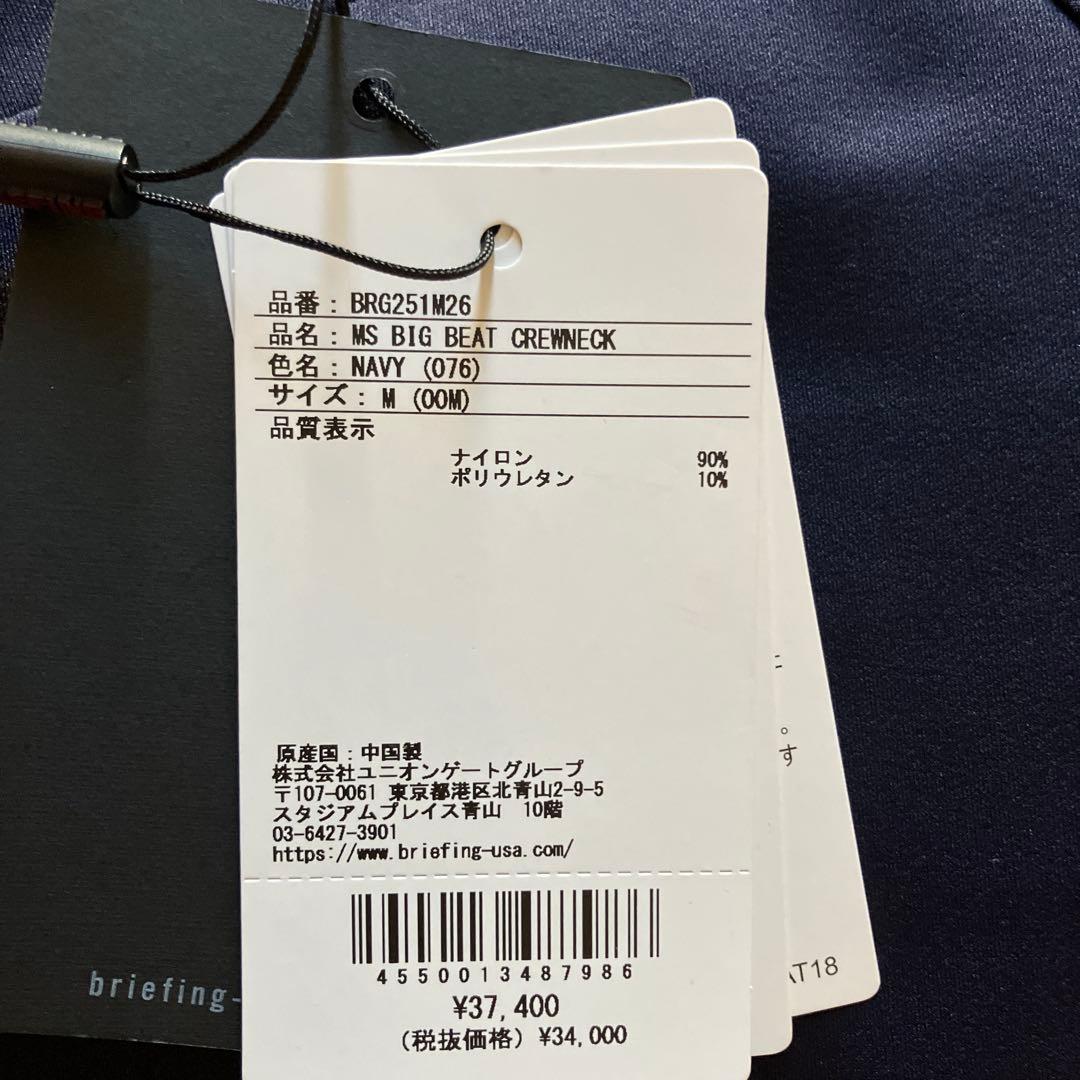 品番：BRG251M26
品名：MS BIG BEAT CREWNECK
色名：NAVY (076)
サイズ：M (00M)
品質表示
ナイロン 90%
ポリウレタン 10%
原産国：中国製
株式会社ユニオンゲートグループ
〒107-0061 東京都港区北青山2-9-5
スタジアムプレイス青山 10階
03-6427-3901
https://www.briefing-usa.com/
4550013487986
¥37,400
(税抜価格) ¥34,000
briefing-
。
す
AT18